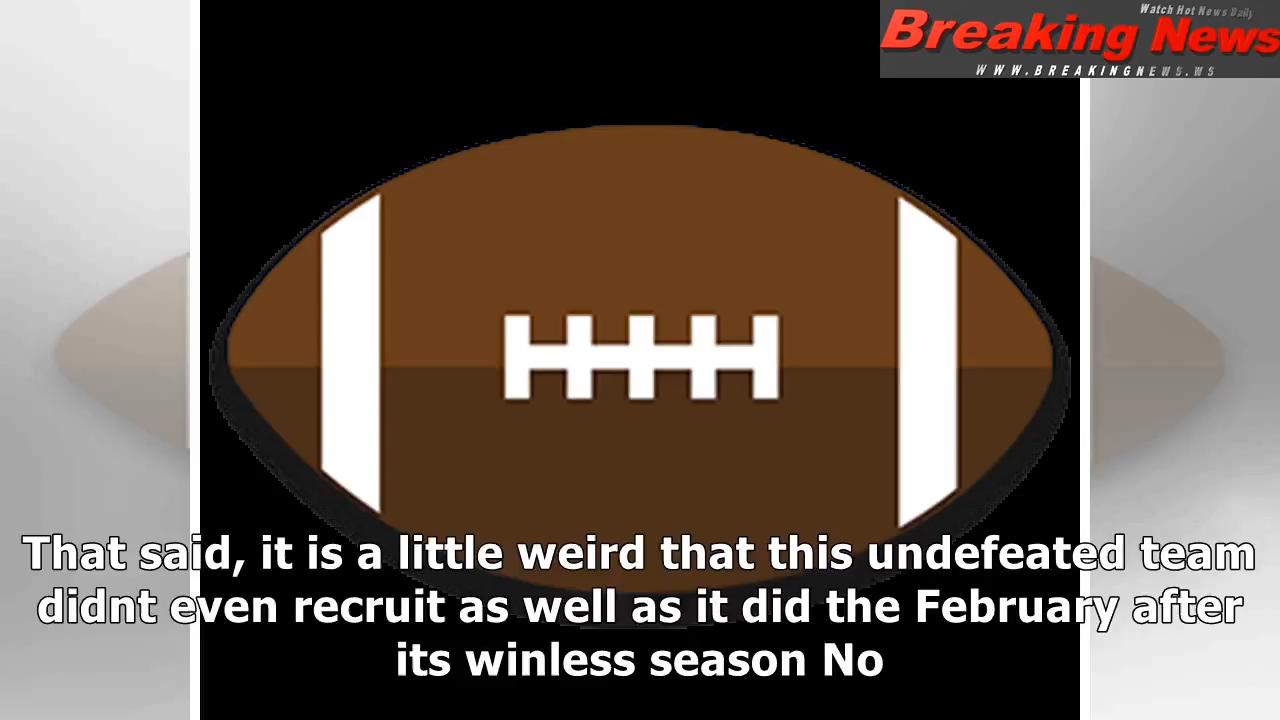 Watch Hot News Daily
Breaking News
WWW.BREAKINGNEWS.WS
That said, it is a little weird that this undefeated team
didnt even recruit as well as it did the February after
its winless season No